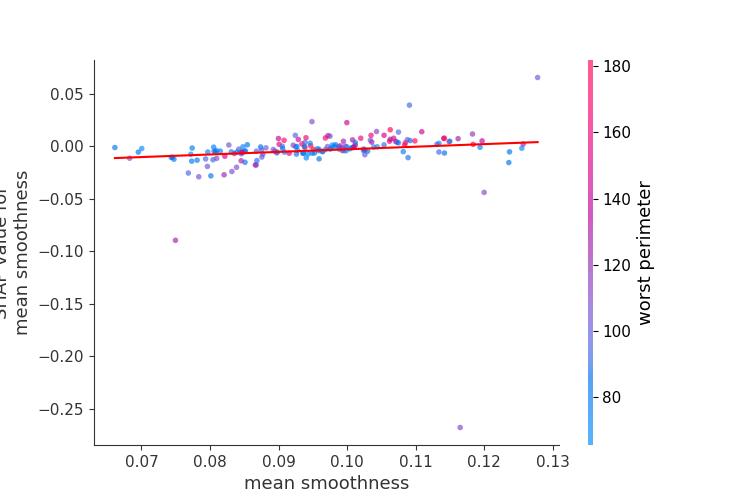 0.05
0.00
−0.05
−0.10
−0.15
−0.20
−0.25
SHAP value for
mean smoothness
0.07 0.08 0.09 0.10 0.11 0.12 0.13
mean smoothness
180
160
140
120
100
80
worst perimeter